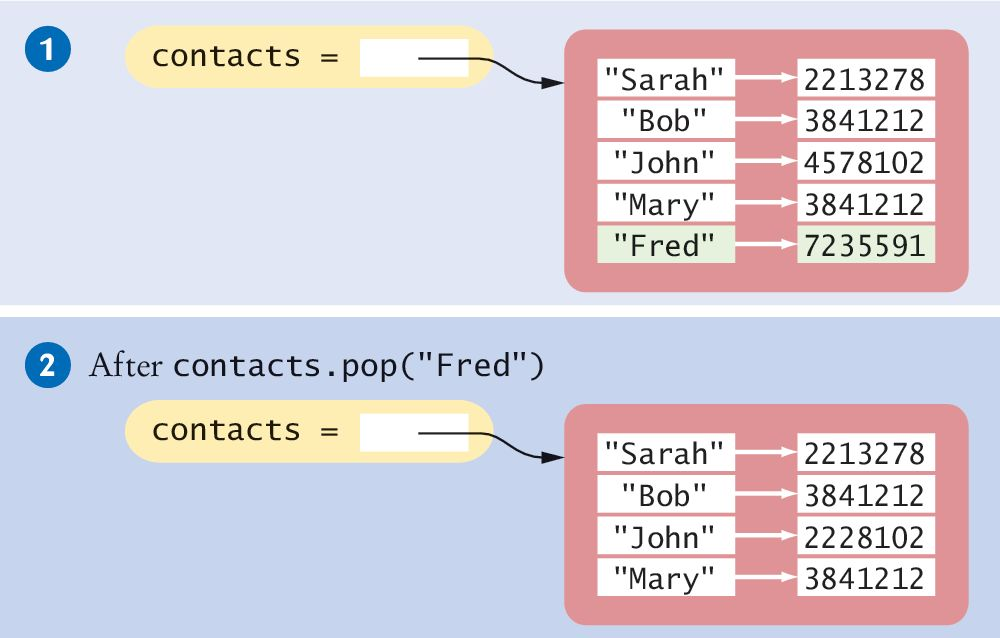 1
contacts =
"Sarah" 2213278
"Bob" 3841212
"John" 4578102
"Mary" 3841212
"Fred" 7235591
2 After contacts.pop("Fred")
contacts =
"Sarah" 2213278
"Bob" 3841212
"John" 2228102
"Mary" 3841212